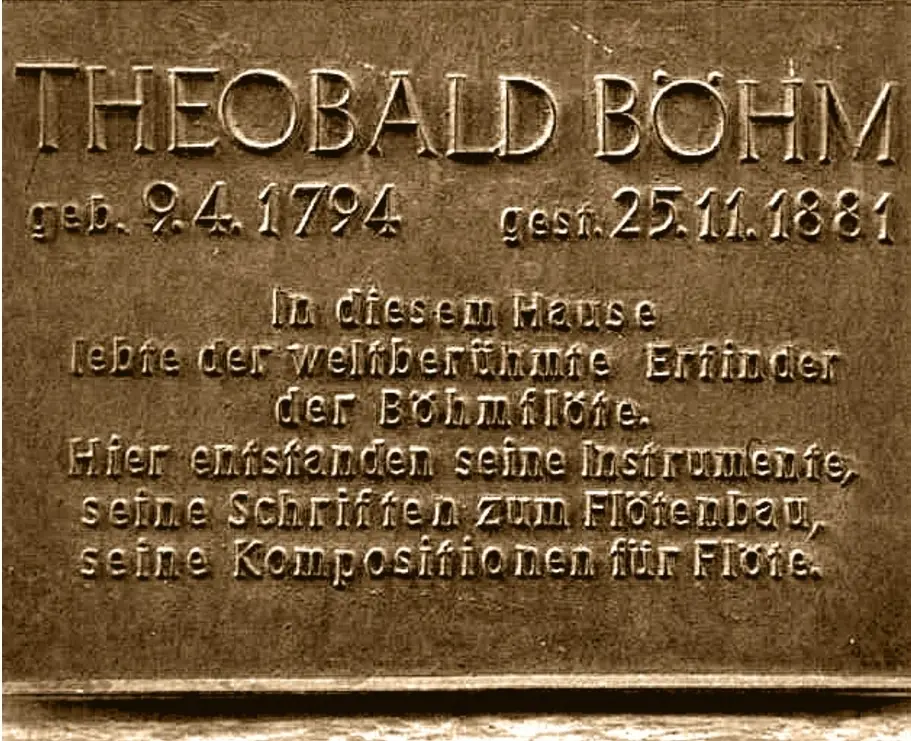 THEOBALD BÖHM
geb. 9.4.1794 gest. 25.11.1881
In diesem Hause
lebte der weltberühmte Erfinder
der Böhmflöte.
Hier entstanden seine Instrumente,
seine Schriften zum Flötenbau,
seine Kompositionen für Flöte.